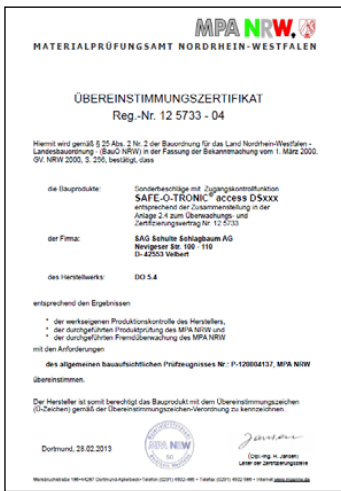 MPA NRW.
MATERIALPRÜFUNGSAMT NORDRHEIN-WESTFALEN
ÜBEREINSTIMMUNGSZERTIFIKAT
Reg.-Nr. 12 5733 - 04
Hiermit wird gemäß § 25 Abs. 2 Nr. 2 der Bauordnung für das Land Nordrhein-Westfalen -
Landesbauordnung - (BauO NRW) in der Fassung der Bekanntmachung vom 1. März 2000,
GV. NRW 2000, S. 256, bestätigt, dass
die Bauprodukte: Sonderbeschläge mit Zugangskontrollfunktion
SAFE-O-TRONIC® access DSxxx
entsprechend der Zusammenstellung in der
Anlage 2.4 zum Überwachungs- und
Zertifizierungsvertrag Nr. 12 5733
der Firma: SAG Schulte Schlagbaum AG
Nevigeser Str. 100 - 110
D- 42553 Velbert
des Herstellwerks: DO 5.4
entsprechend den Ergebnissen
* der werkseigenen Produktionskontrolle des Herstellers,
* der durchgeführten Produktprüfung des MPA NRW und
* der durchgeführten Fremdüberwachung des MPA NRW
mit den Anforderungen
des allgemeinen bauaufsichtlichen Prüfzeugnisses Nr.: P-120004137, MPA NRW
übereinstimmen.
Der Hersteller ist somit berechtigt das Bauprodukt mit dem Übereinstimmungszeichen
(Ü-Zeichen) gemäß der Übereinstimmungszeichen-Verordnung zu kennzeichnen.
MPA NRW
Dortmund, 28.02.2013
(Dipl.-Ing. H. Jansen)
Leiter der Zertifizierungsstelle